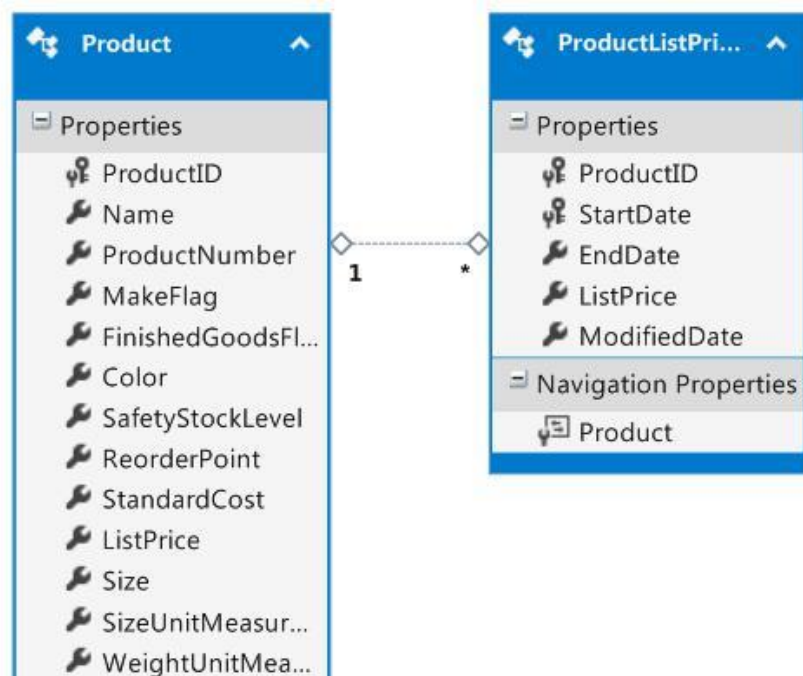 Product
Properties
ProductID
Name
ProductNumber
MakeFlag
FinishedGoodsFl...
Color
SafetyStockLevel
ReorderPoint
StandardCost
ListPrice
Size
SizeUnitMeasur...
WeightUnitMea...
1
*
ProductListPri...
Properties
ProductID
StartDate
EndDate
ListPrice
ModifiedDate
Navigation Properties
Product